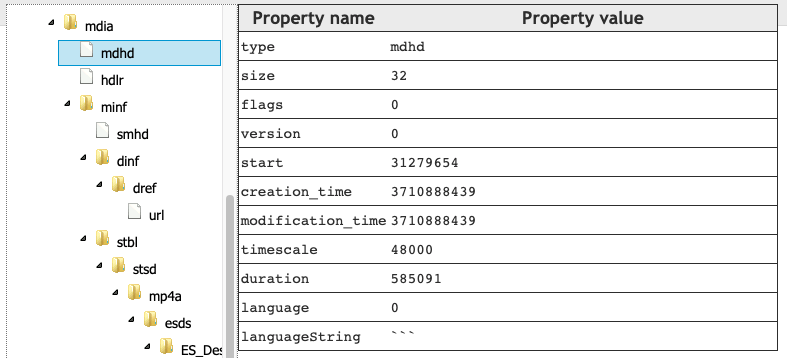 mdia
mdhd
hdlr
minf
smhd
dinf
dref
url
stbl
stsd
mp4a
esds
ES_Des
Property name Property value
type mdhd
size 32
flags 0
version 0
start 31279654
creation_time 3710888439
modification_time 3710888439
timescale 48000
duration 585091
language 0
languageString ```